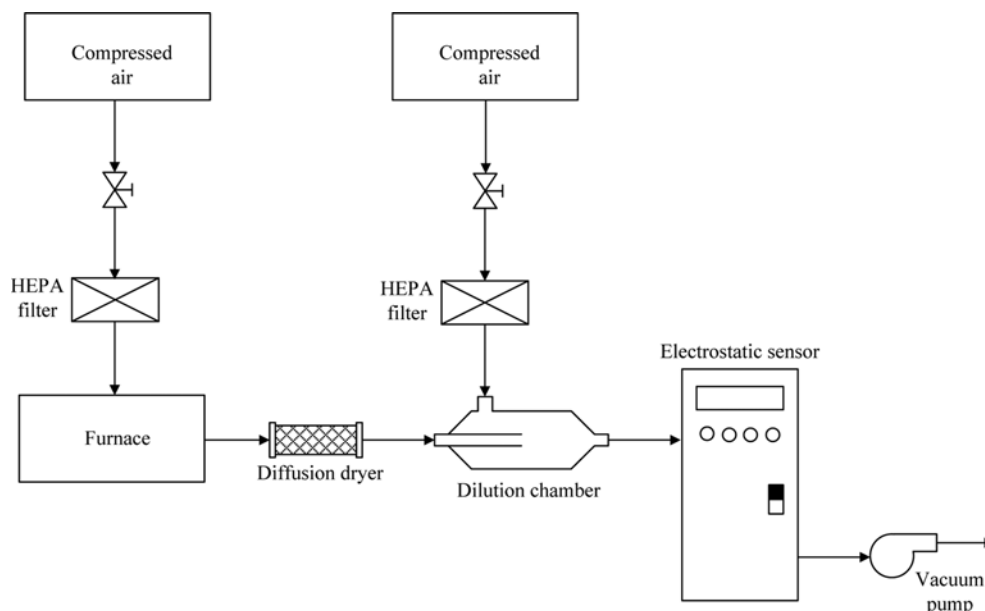 Compressed
air
Compressed
air
HEPA
filter
HEPA
filter
Electrostatic sensor
Furnace
Diffusion dryer
Dilution chamber
Vacuum
pump